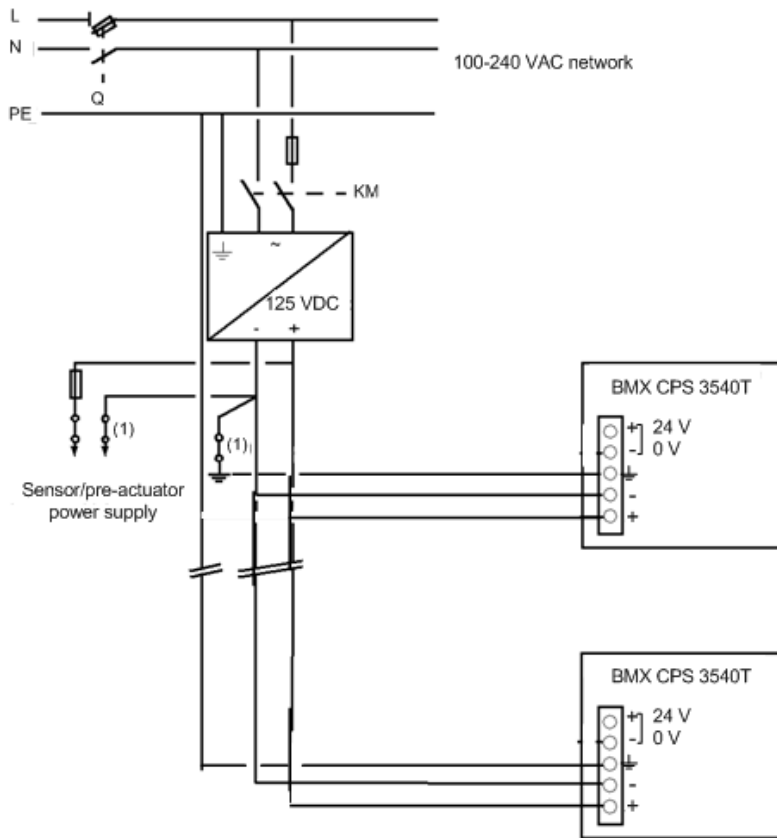 L
N
100-240 VAC network
Q
PE
KM
~
125 VDC
- +
BMX CPS 3540T
+ 24 V
- 0 V
-
+
(1)
(1)
Sensor/pre-actuator
power supply
BMX CPS 3540T
+ 24 V
- 0 V
-
+